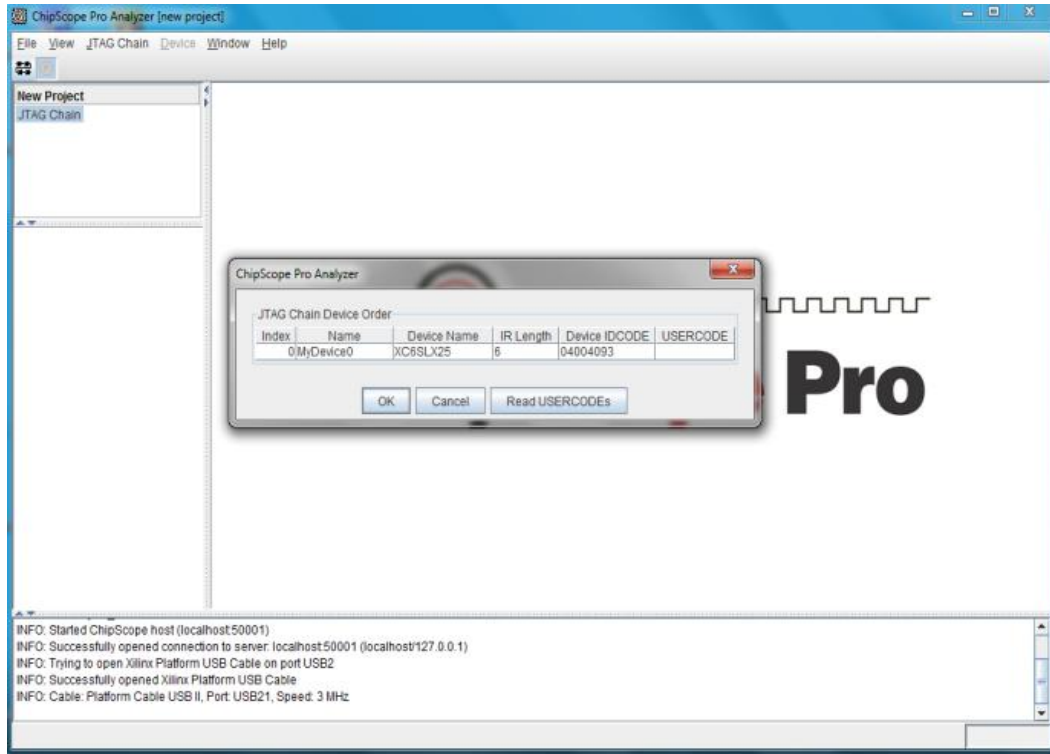 ChipScope Pro Analyzer [new project]
File View JTAG Chain Device Window Help
New Project
JTAG Chain
ChipScope Pro Analyzer
JTAG Chain Device Order
Index Name Device Name IR Length Device IDCODE USERCODE
0 MyDevice0 XC6SLX25 6 04004093
OK Cancel Read USERCODEs
Pro
INFO: Started ChipScope host (localhost:50001)
INFO: Successfully opened connection to server: localhost:50001 (localhost/127.0.0.1)
INFO: Trying to open Xilinx Platform USB Cable on port USB2
INFO: Successfully opened Xilinx Platform USB Cable
INFO: Cable: Platform Cable USB II, Port: USB21, Speed: 3 MHz